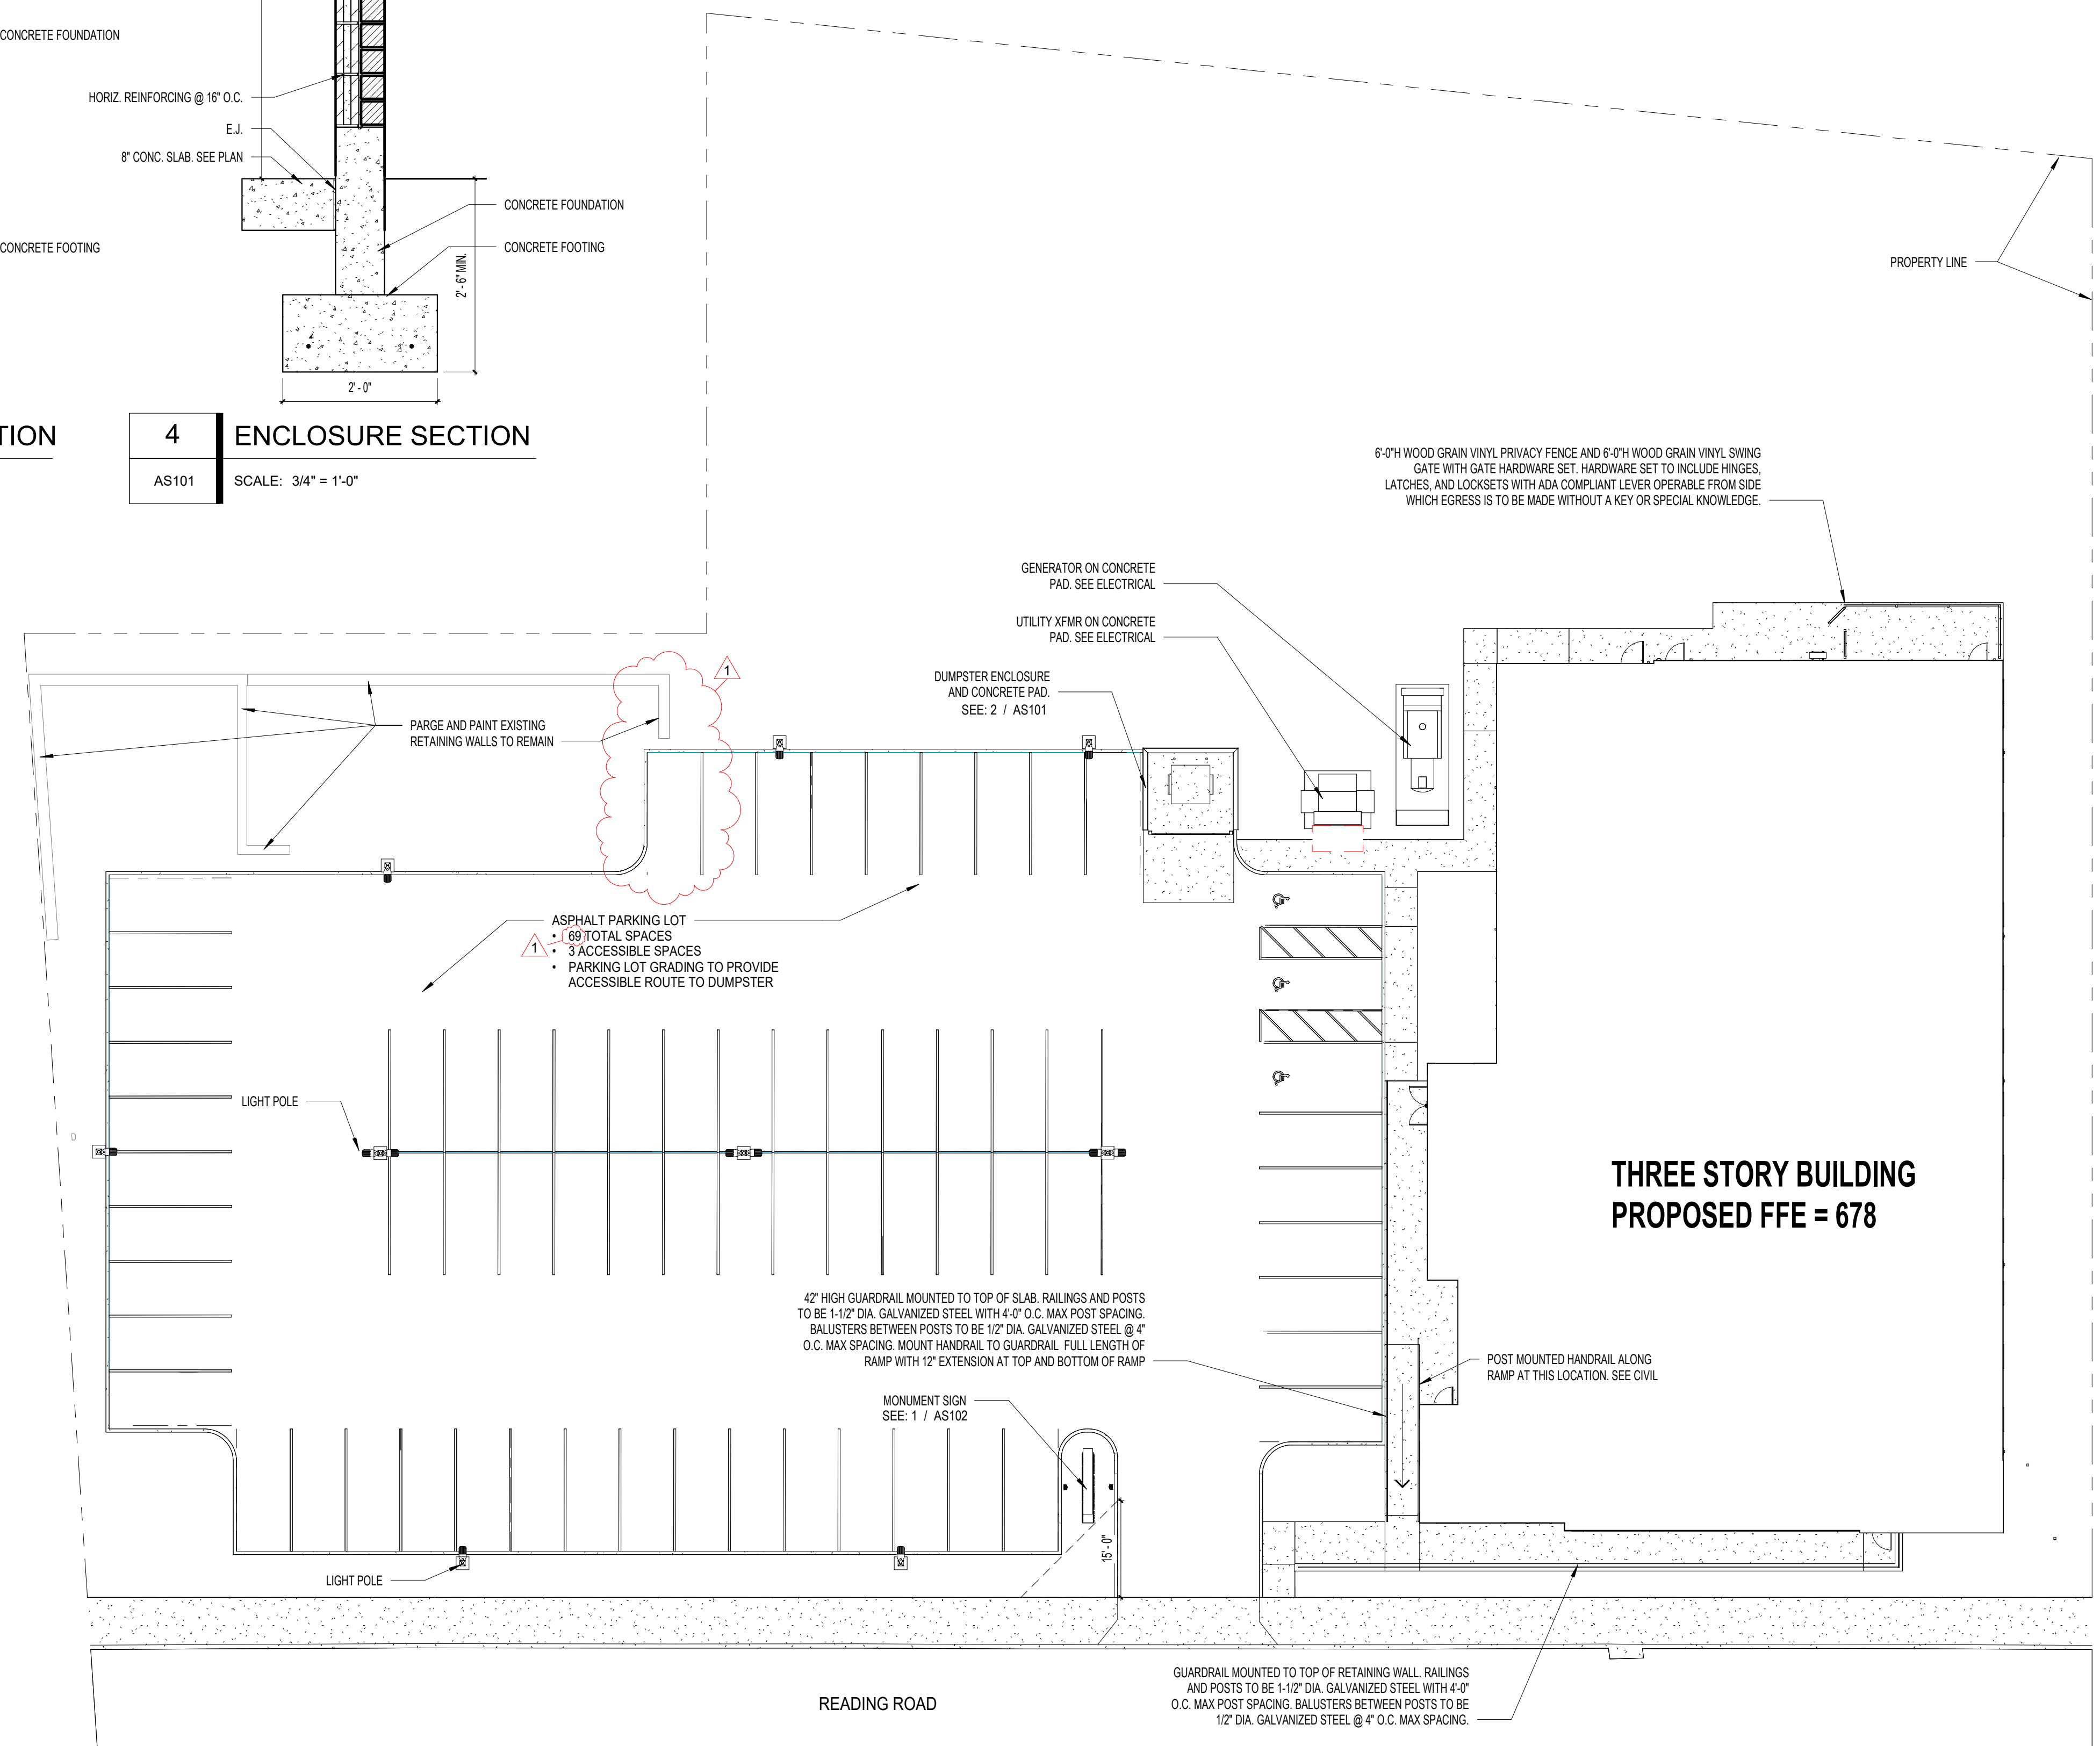 CONCRETE FOUNDATION
HORIZ. REINFORCING @ 16" O.C.
E.J.
8" CONC. SLAB. SEE PLAN
CONCRETE FOUNDATION
CONCRETE FOOTING
CONCRETE FOOTING
2' - 6" MIN.
2' - 0"
TION
4
ENCLOSURE SECTION
AS101
SCALE: 3/4" = 1'-0"
PROPERTY LINE
6'-0"H WOOD GRAIN VINYL PRIVACY FENCE AND 6'-0"H WOOD GRAIN VINYL SWING
GATE WITH GATE HARDWARE SET. HARDWARE SET TO INCLUDE HINGES,
LATCHES, AND LOCKSETS WITH ADA COMPLIANT LEVER OPERABLE FROM SIDE
WHICH EGRESS IS TO BE MADE WITHOUT A KEY OR SPECIAL KNOWLEDGE.
GENERATOR ON CONCRETE
PAD. SEE ELECTRICAL
UTILITY XFMR ON CONCRETE
PAD. SEE ELECTRICAL
DUMPSTER ENCLOSURE
AND CONCRETE PAD.
SEE: 2 / AS101
1
PARGE AND PAINT EXISTING
RETAINING WALLS TO REMAIN
ASPHALT PARKING LOT
• 69 TOTAL SPACES
1
• 3 ACCESSIBLE SPACES
• PARKING LOT GRADING TO PROVIDE
ACCESSIBLE ROUTE TO DUMPSTER
LIGHT POLE
D
THREE STORY BUILDING
PROPOSED FFE = 678
42" HIGH GUARDRAIL MOUNTED TO TOP OF SLAB. RAILINGS AND POSTS
TO BE 1-1/2" DIA. GALVANIZED STEEL WITH 4'-0" O.C. MAX POST SPACING.
BALUSTERS BETWEEN POSTS TO BE 1/2" DIA. GALVANIZED STEEL @ 4"
O.C. MAX SPACING. MOUNT HANDRAIL TO GUARDRAIL FULL LENGTH OF
RAMP WITH 12" EXTENSION AT TOP AND BOTTOM OF RAMP
POST MOUNTED HANDRAIL ALONG
RAMP AT THIS LOCATION. SEE CIVIL
MONUMENT SIGN
SEE: 1 / AS102
15' - 0"
LIGHT POLE
GUARDRAIL MOUNTED TO TOP OF RETAINING WALL. RAILINGS
AND POSTS TO BE 1-1/2" DIA. GALVANIZED STEEL WITH 4'-0"
O.C. MAX POST SPACING. BALUSTERS BETWEEN POSTS TO BE
1/2" DIA. GALVANIZED STEEL @ 4" O.C. MAX SPACING.
READING ROAD